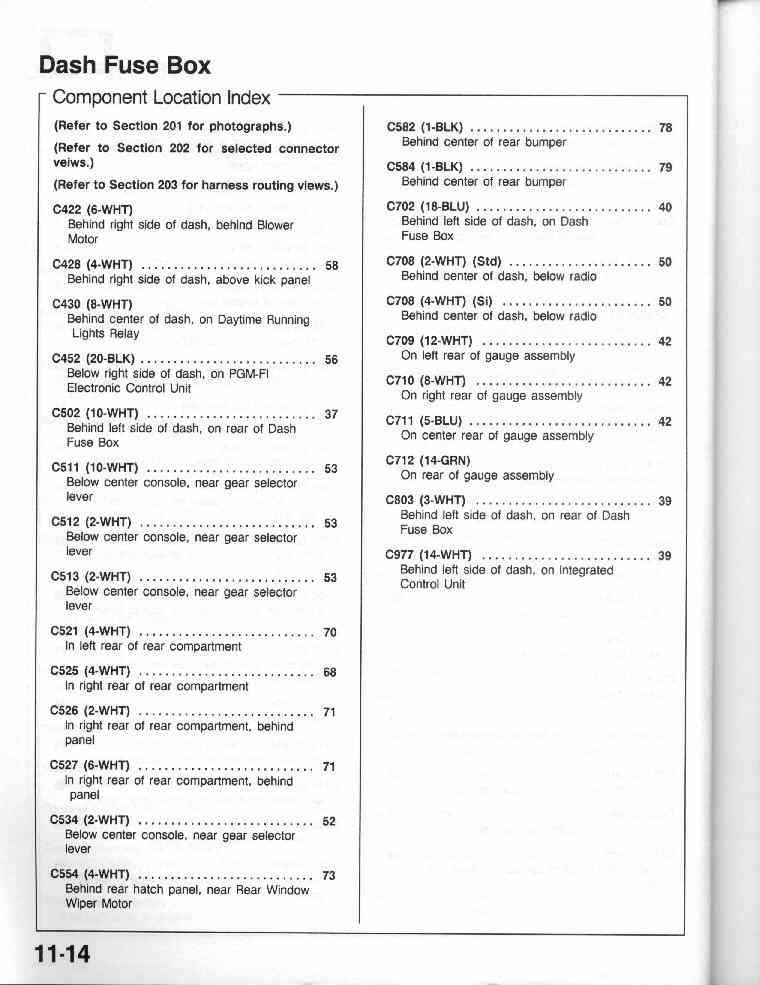 Dash Fuse Box
Component Location Index
(Refer to Section 201 for photographs.)
(Refer to Section 202 for selected connector
veiws.)
(Refer to Section 203 for harness routing views.)
C422 (6-WHT)
Behind right side of dash, behind Blower
Motor
C428 (4-WHT) ........................... 58
Behind right side of dash, above kick panel
C430 (8-WHT)
Behind center of dash, on Daytime Running
Lights Relay
C452 (20-BLK) ........................... 56
Below right side of dash, on PGM-FI
Electronic Control Unit
C502 (10-WHT) .......................... 37
Behind left side of dash, on rear of Dash
Fuse Box
C511 (10-WHT) .......................... 53
Below center console, near gear selector
lever
C512 (2-WHT) ........................... 53
Below center console, near gear selector
lever
C513 (2-WHT) ........................... 53
Below center console, near gear selector
lever
C521 (4-WHT) ........................... 70
In left rear of rear compartment
C525 (4-WHT) ........................... 68
In right rear of rear compartment
C526 (2-WHT) ........................... 71
In right rear of rear compartment, behind
panel
C527 (6-WHT) ........................... 71
In right rear of rear compartment, behind
panel
C534 (2-WHT) ........................... 52
Below center console, near gear selector
lever
C554 (4-WHT) ........................... 73
Behind rear hatch panel, near Rear Window
Wiper Motor
C582 (1-BLK) ............................ 78
Behind center of rear bumper
C584 (1-BLK) ............................ 79
Behind center of rear bumper
C702 (18-BLU) ........................... 40
Behind left side of dash, on Dash
Fuse Box
C708 (2-WHT) (Std) ...................... 50
Behind center of dash, below radio
C708 (4-WHT) (Si) ....................... 50
Behind center of dash, below radio
C709 (12-WHT) .......................... 42
On left rear of gauge assembly
C710 (8-WHT) ........................... 42
On right rear of gauge assembly
C711 (5-BLU) ............................ 42
On center rear of gauge assembly
C712 (14-GRN)
On rear of gauge assembly
C803 (3-WHT) ........................... 39
Behind left side of dash, on rear of Dash
Fuse Box
C977 (14-WHT) .......................... 39
Behind left side of dash, on Integrated
Control Unit
11-14